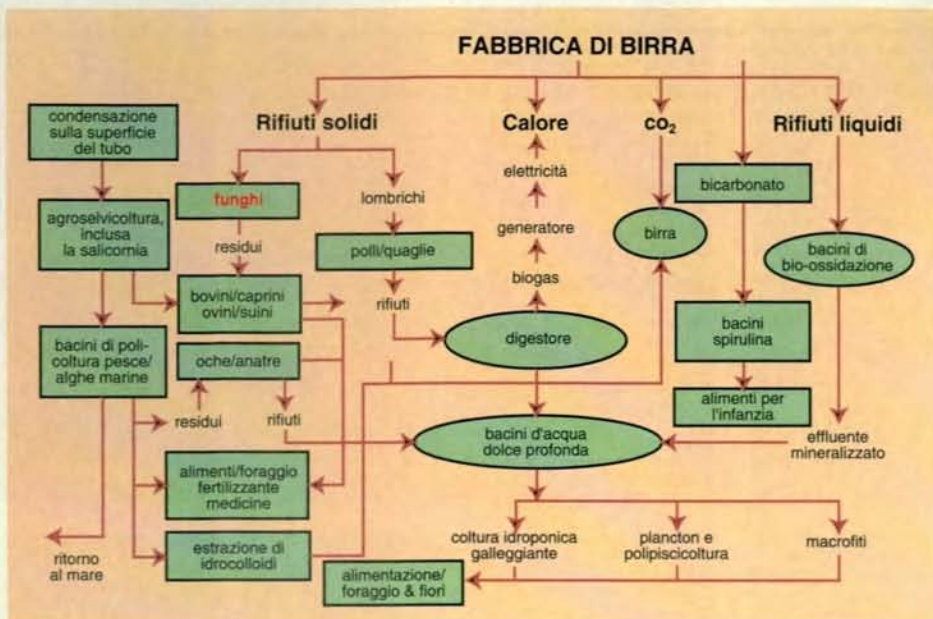 FABBRICA DI BIRRA
condensazione
sulla superficie
del tubo
Rifiuti solidi
Calore
co₂
Rifiuti liquidi
elettricità
funghi
lombrichi
bicarbonato
agroselvicoltura,
inclusa
la salicornia
residui
polli/quaglie
generatore
birra
bacini di
bio-ossidazione
biogas
bovini/caprini
ovini/suini
rifiuti
digestore
bacini
spirulina
bacini di poli-
coltura pesce/
alghe marine
oche/anatre
alimenti per
l'infanzia
residui
rifiuti
bacini d'acqua
dolce profonda
effluente
mineralizzato
alimenti/foraggio
fertilizzante
medicine
coltura idroponica
galleggiante
plancton e
polipiscicoltura
macrofiti
ritorno
al mare
estrazione di
idrocolloidi
alimentazione/
foraggio & fiori